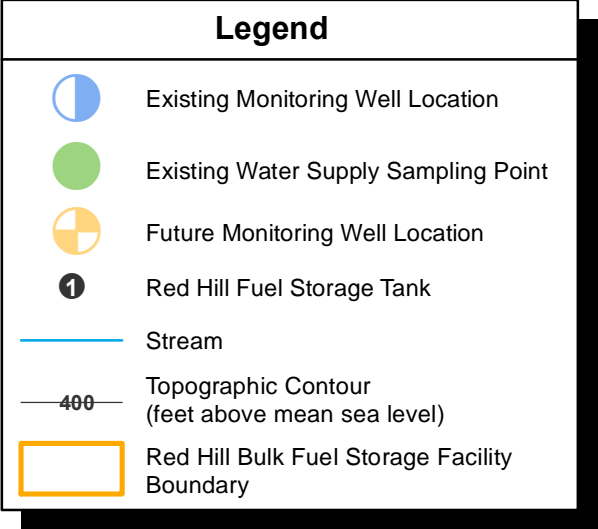 Legend
Existing Monitoring Well Location
Existing Water Supply Sampling Point
Future Monitoring Well Location
1 Red Hill Fuel Storage Tank
Stream
400 Topographic Contour
(feet above mean sea level)
Red Hill Bulk Fuel Storage Facility
Boundary